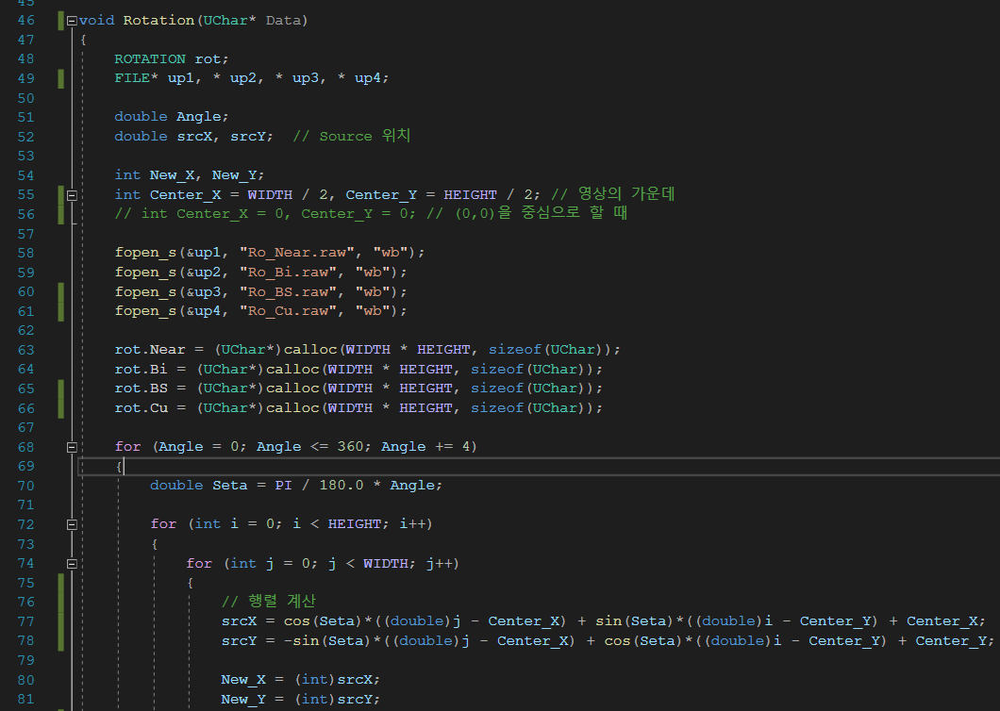 45
46 void Rotation(UChar* Data)
47 {
48 ROTATION rot;
49 FILE* up1, * up2, * up3, * up4;
50
51 double Angle;
52 double srcX, srcY; // Source 위치
53
54 int New_X, New_Y;
55 int Center_X = WIDTH / 2, Center_Y = HEIGHT / 2; // 영상의 가운데
56 // int Center_X = 0, Center_Y = 0; // (0,0)을 중심으로 할 때
57
58 fopen_s(&up1, "Ro_Near.raw", "wb");
59 fopen_s(&up2, "Ro_Bi.raw", "wb");
60 fopen_s(&up3, "Ro_BS.raw", "wb");
61 fopen_s(&up4, "Ro_Cu.raw", "wb");
62
63 rot.Near = (UChar*)calloc(WIDTH * HEIGHT, sizeof(UChar));
64 rot.Bi = (UChar*)calloc(WIDTH * HEIGHT, sizeof(UChar));
65 rot.BS = (UChar*)calloc(WIDTH * HEIGHT, sizeof(UChar));
66 rot.Cu = (UChar*)calloc(WIDTH * HEIGHT, sizeof(UChar));
67
68 for (Angle = 0; Angle <= 360; Angle += 4)
69 {
70 double Seta = PI / 180.0 * Angle;
71
72 for (int i = 0; i < HEIGHT; i++)
73 {
74 for (int j = 0; j < WIDTH; j++)
75 {
76 // 행렬 계산
77 srcX = cos(Seta)*((double)j - Center_X) + sin(Seta)*((double)i - Center_Y) + Center_X;
78 srcY = -sin(Seta)*((double)j - Center_X) + cos(Seta)*((double)i - Center_Y) + Center_Y;
79
80 New_X = (int)srcX;
81 New_Y = (int)srcY;